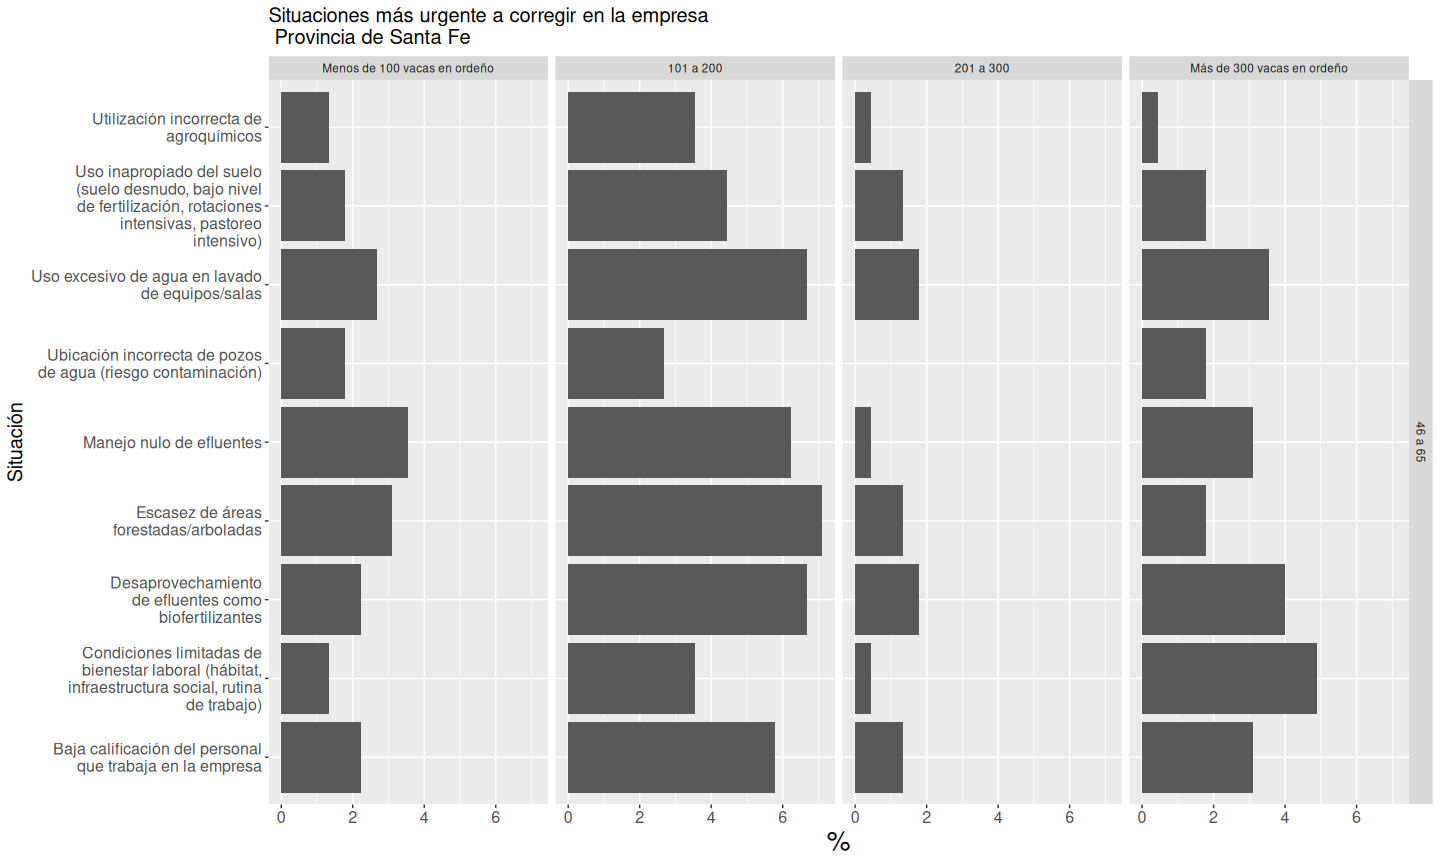 Situaciones más urgente a corregir en la empresa
Provincia de Santa Fe
Menos de 100 vacas en ordeño
101 a 200
201 a 300
Más de 300 vacas en ordeño
Utilización incorrecta de
agroquímicos
Uso inapropiado del suelo
(suelo desnudo, bajo nivel
de fertilización, rotaciones
intensivas, pastoreo
intensivo)
Uso excesivo de agua en lavado
de equipos/salas
Ubicación incorrecta de pozos
de agua (riesgo contaminación)
Manejo nulo de efluentes
Escasez de áreas
forestadas/arboladas
Desaprovechamiento
de efluentes como
biofertilizantes
Condiciones limitadas de
bienestar laboral (hábitat,
infraestructura social, rutina
de trabajo)
Baja calificación del personal
que trabaja en la empresa
Situación
46 a 65
0 2 4 6
0 2 4 6
0 2 4 6
0 2 4 6
%